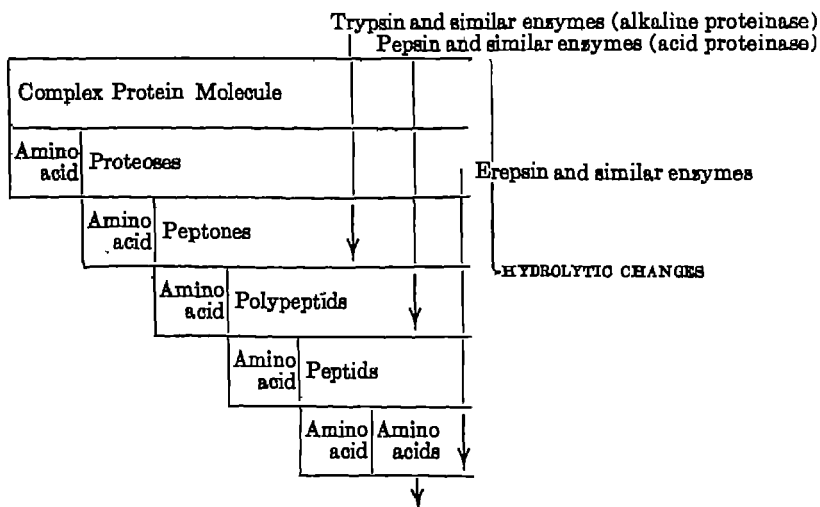 Trypsin and similar enzymes (alkaline proteinase)
Pepsin and similar enzymes (acid proteinase)
Complex Protein Molecule
Amino
acid
Proteoses
Erepsin and similar enzymes
Amino
acid
Peptones
HYDROLYTIC CHANGES
Amino
acid
Polypeptids
Amino
acid
Peptids
Amino
acid
Amino
acids